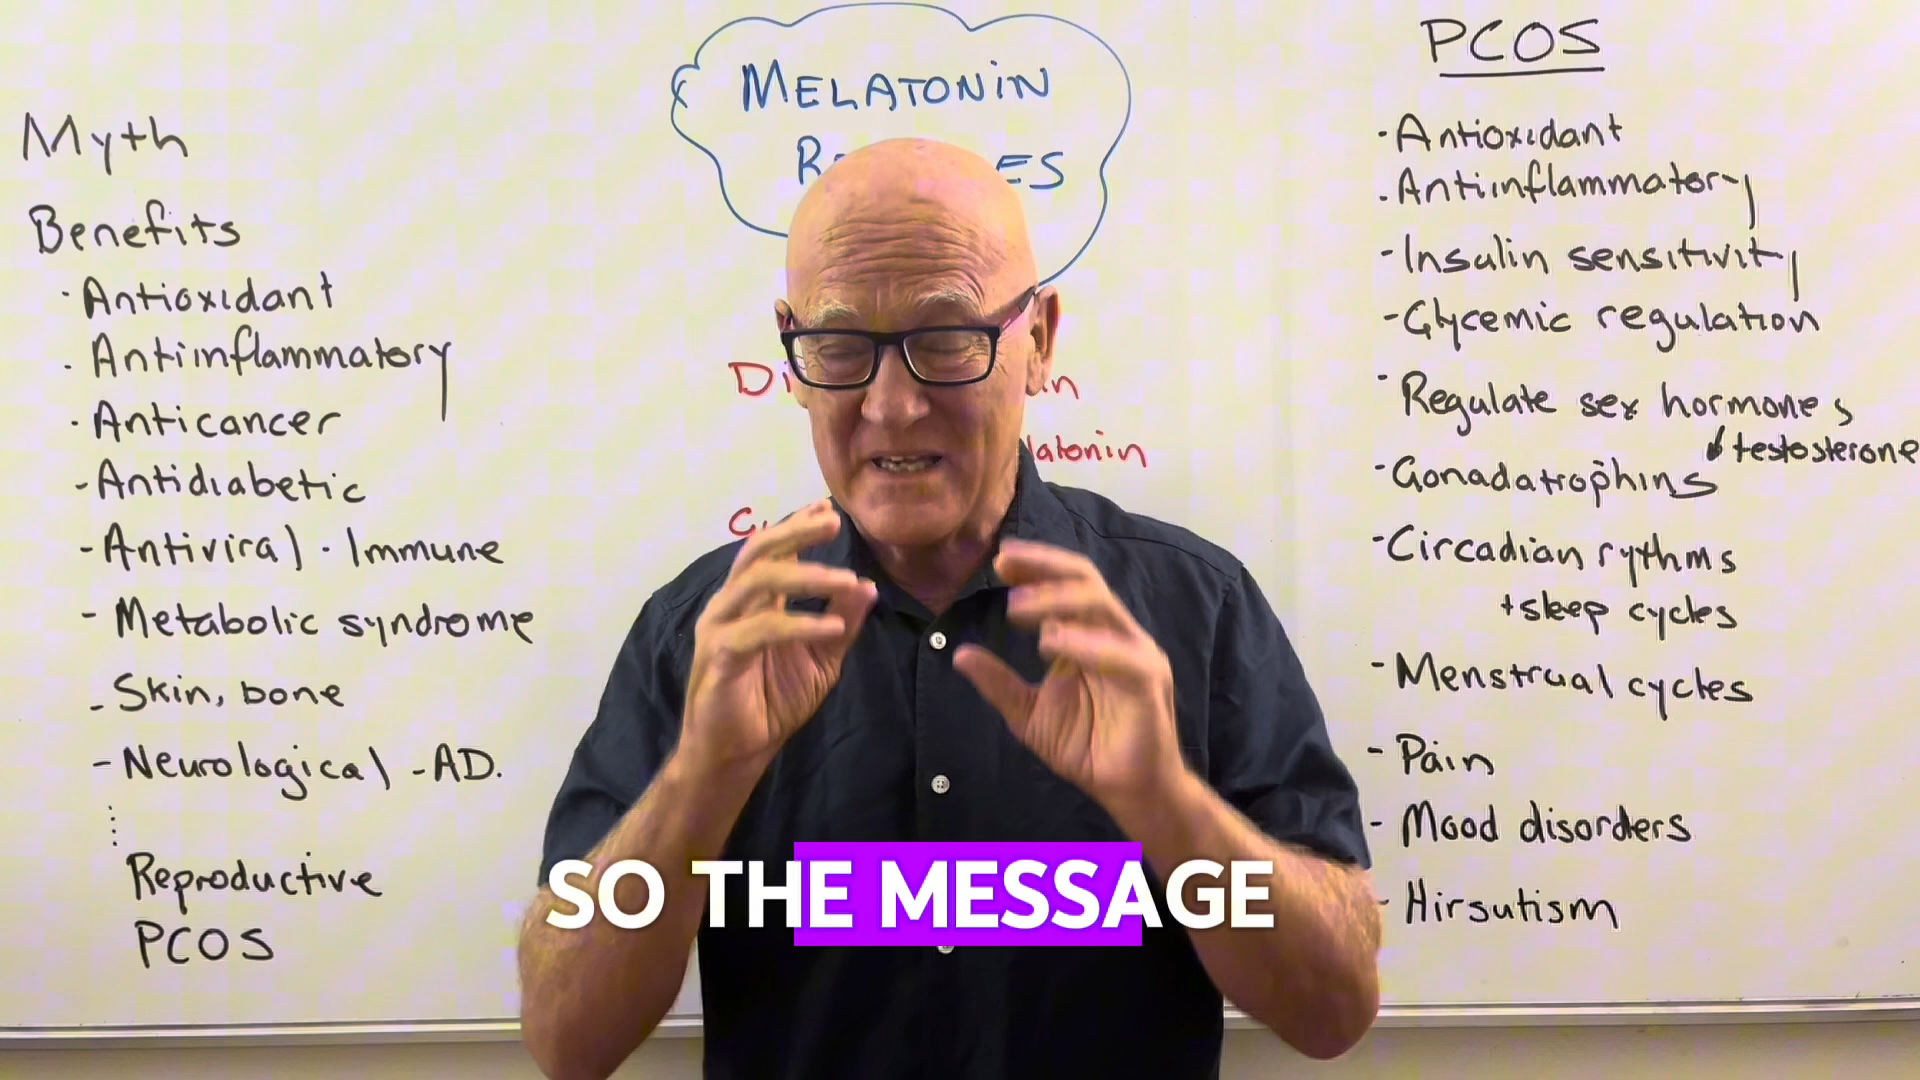 Myth
Benefits
· Antioxidant
· Antiinflammatory
· Anticancer
- Antidiabetic
- Antiviral · Immune
- Metabolic syndrome
- Skin, bone
- Neurological - AD.
Reproductive
PCOS
MELATONIN
latonin
PCOS
· Antioxidant
· Antiinflammatory
- Insulin sensitivity
- Glycemic regulation
· Regulate sex hormones
↓ testosterone
- Gonadatrophins
- Circadian rythms
+ sleep cycles
- Menstrual cycles
- Pain
- Mood disorders
- Hirsutism
SO THE MESSAGE